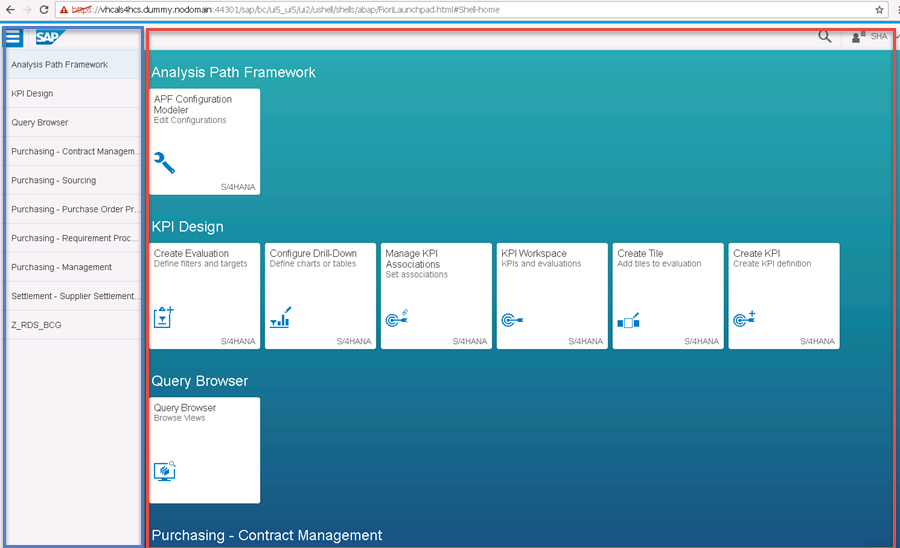 https://vhcals4hcs.dummy.nodomain:44301/sap/bc/ui5_ui5/ui2/ushell/shells/abap/FioriLaunchpad.html#Shell-home
SAP
SHA
Analysis Path Framework
KPI Design
Query Browser
Purchasing - Contract Managem...
Purchasing - Sourcing
Purchasing - Purchase Order Pr...
Purchasing - Requirement Proc...
Purchasing - Management
Settlement - Supplier Settlement...
Z_RDS_BCG
Analysis Path Framework
APF Configuration
Modeler
Edit Configurations
S/4HANA
KPI Design
Create Evaluation
Define filters and targets
S/4HANA
Configure Drill-Down
Define charts or tables
S/4HANA
Manage KPI
Associations
Set associations
S/4HANA
KPI Workspace
KPIs and evaluations
S/4HANA
Create Tile
Add tiles to evaluation
S/4HANA
Create KPI
Create KPI definition
S/4HANA
Query Browser
Query Browser
Browse Views
Purchasing - Contract Management